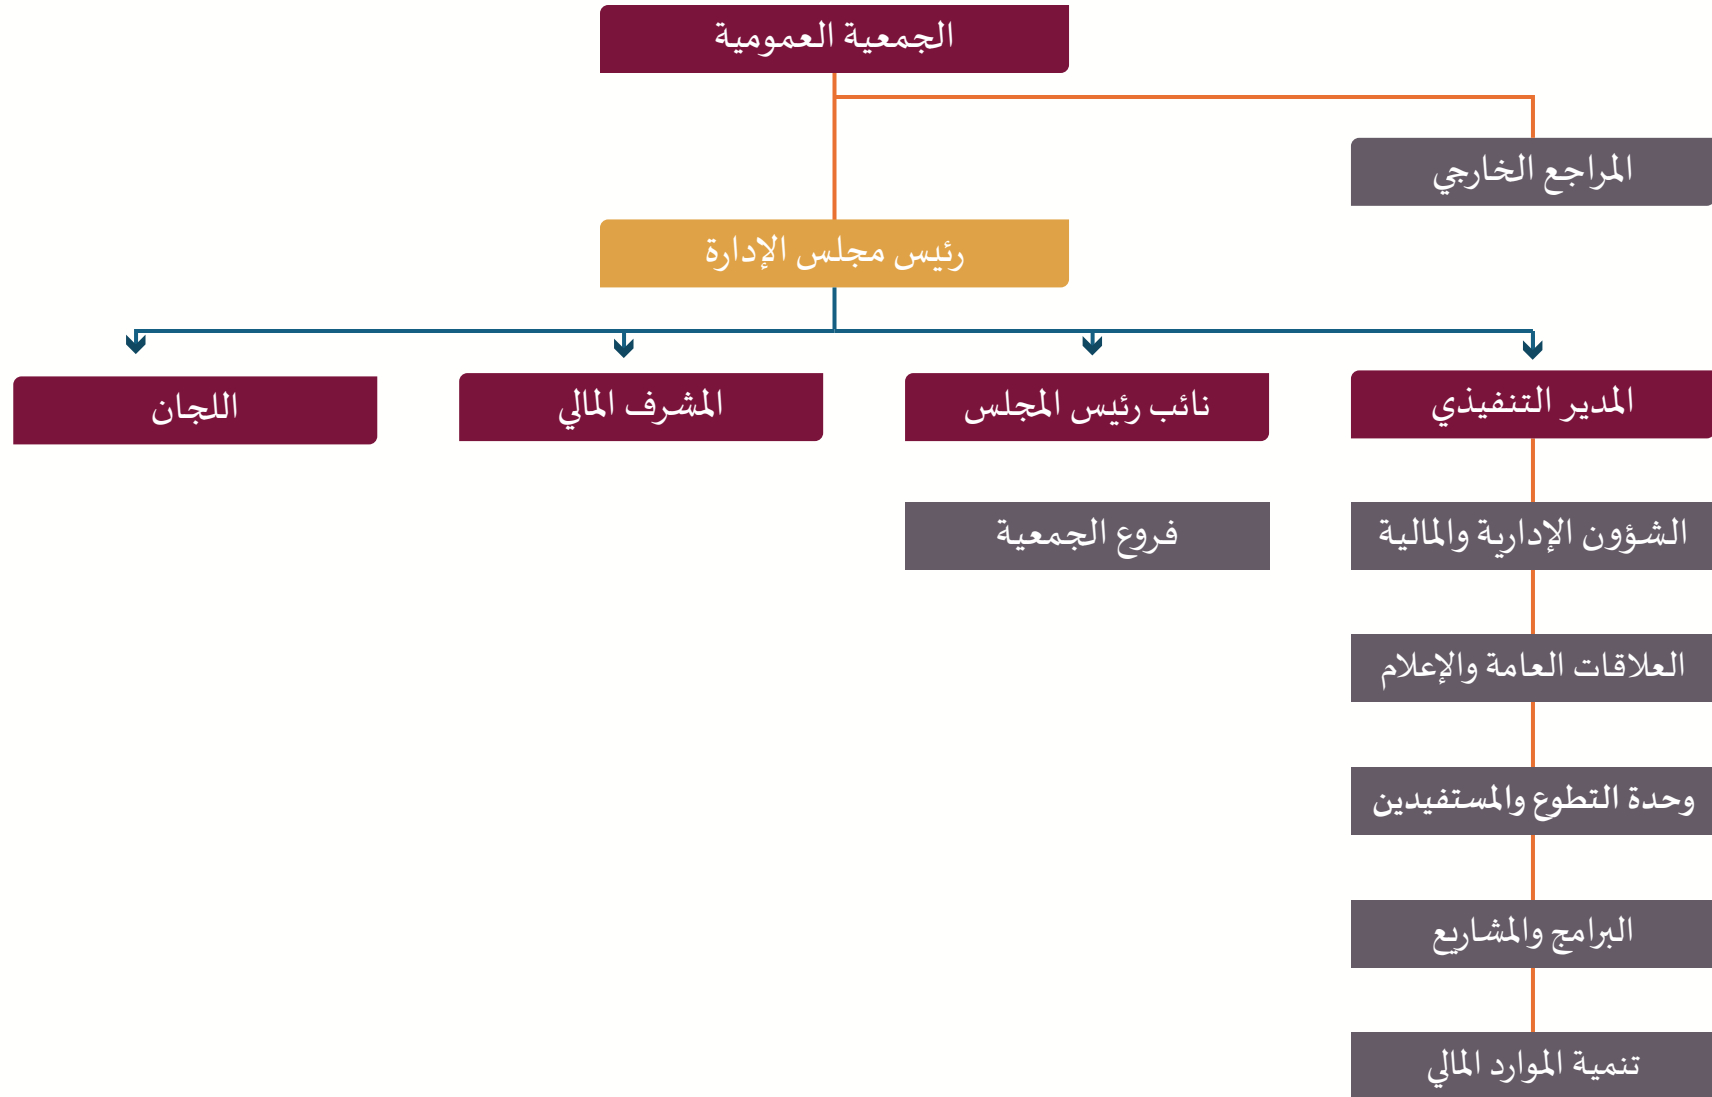 الجمعية العمومية
المراجع الخارجي
رئيس مجلس الإدارة
المدير التنفيذي
نائب رئيس المجلس
المشرف المالي
اللجان
الشؤون الإدارية والمالية
فروع الجمعية
العلاقات العامة والإعلام
وحدة التطوع والمستفيدين
البرامج والمشاريع
تنمية الموارد المالي